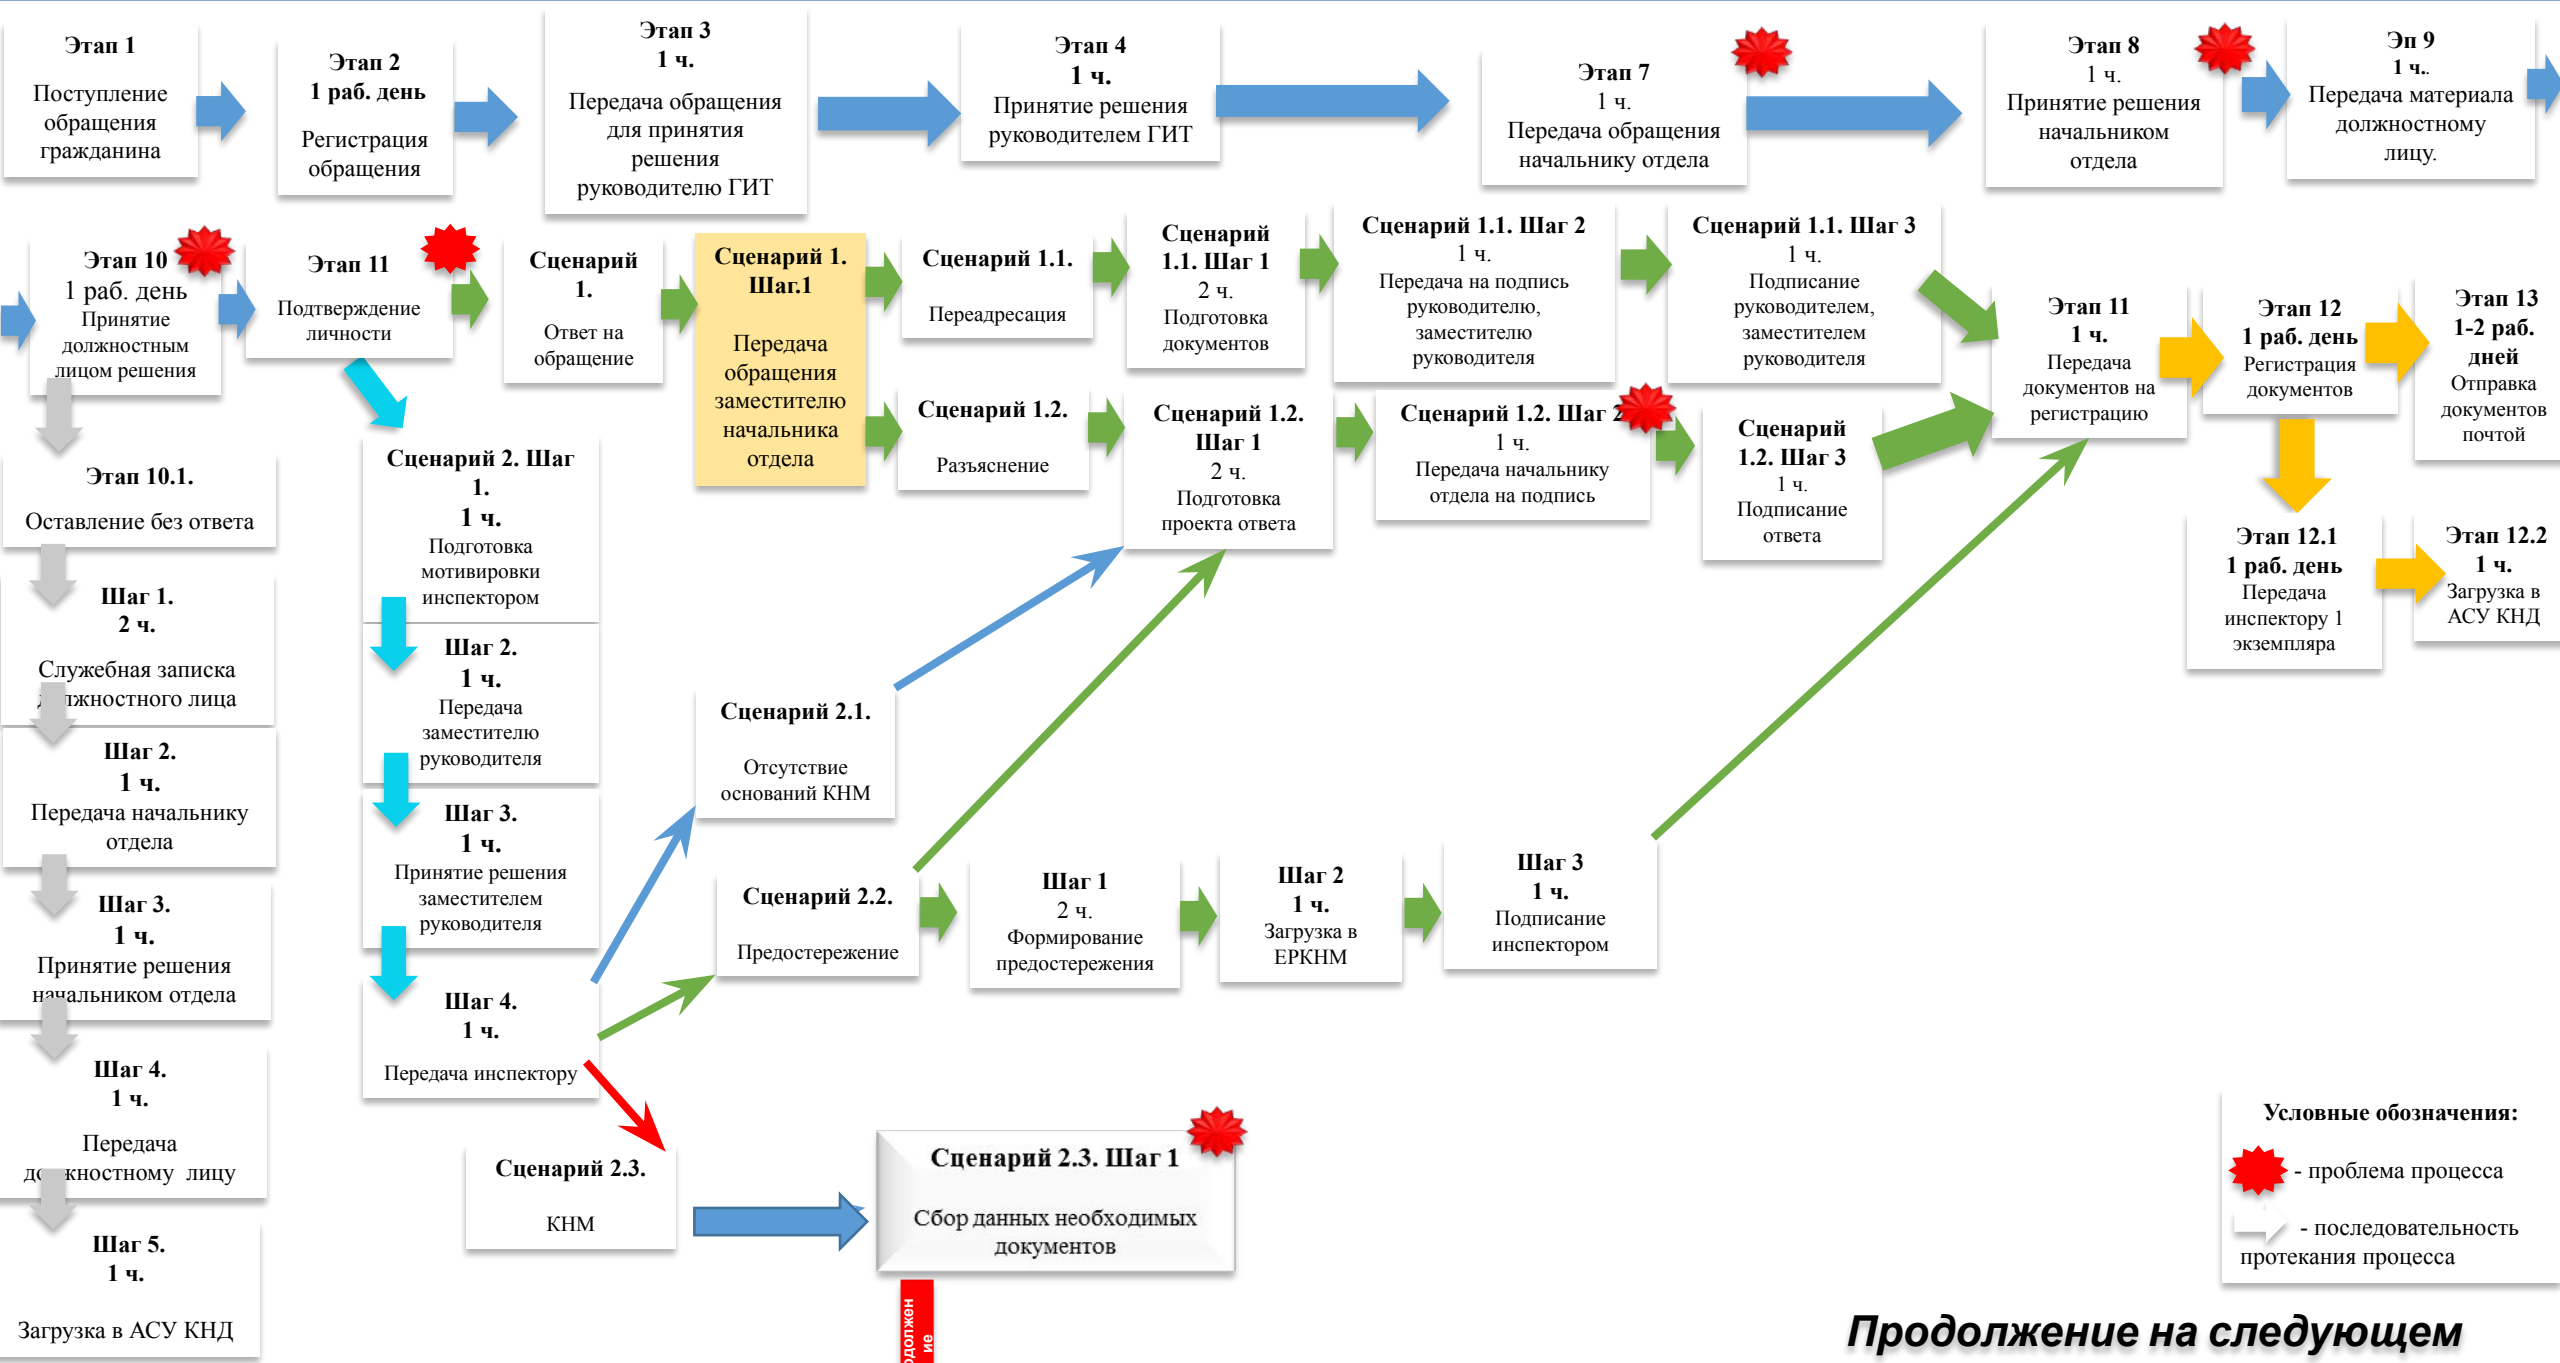 Этап 1
Поступление
обращения
гражданина
Этап 2
1 раб. день
Регистрация
обращения
Этап 3
1 ч.
Передача обращения
для принятия
решения
руководителю ГИТ
Этап 4
1 ч.
Принятие решения
руководителем ГИТ
Этап 7
1 ч.
Передача обращения
начальнику отдела
Этап 8
1 ч.
Принятие решения
начальником
отдела
Эп 9
1 ч..
Передача материала
должностному
лицу.
Этап 10
1 раб. день
Принятие
должностным
лицом решения
Этап 11
Подтверждение
личности
Сценарий
1.
Ответ на
обращение
Сценарий 1.
Шаг.1
Передача
обращения
заместителю
начальника
отдела
Сценарий 1.1.
Переадресация
Сценарий
1.1. Шаг 1
2 ч.
Подготовка
документов
Сценарий 1.1. Шаг 2
1 ч.
Передача на подпись
руководителю,
заместителю
руководителя
Сценарий 1.1. Шаг 3
1 ч.
Подписание
руководителем,
заместителем
руководителя
Этап 11
1 ч.
Передача
документов на
регистрацию
Этап 12
1 раб. день
Регистрация
документов
Этап 13
1-2 раб.
дней
Отправка
документов
почтой
Сценарий 1.2.
Разъяснение
Сценарий 1.2.
Шаг 1
2 ч.
Подготовка
проекта ответа
Сценарий 1.2. Шаг 2
1 ч.
Передача начальнику
отдела на подпись
Сценарий
1.2. Шаг 3
1 ч.
Подписание
ответа
Этап 12.1
1 раб. день
Передача
инспектору 1
экземпляра
Этап 12.2
1 ч.
Загрузка в
АСУ КНД
Этап 10.1.
Оставление без ответа
Шаг 1.
2 ч.
Служебная записка
должностного лица
Шаг 2.
1 ч.
Передача начальнику
отдела
Шаг 3.
1 ч.
Принятие решения
начальником отдела
Шаг 4.
1 ч.
Передача
должностному лицу
Шаг 5.
1 ч.
Загрузка в АСУ КНД
Сценарий 2. Шаг
1.
1 ч.
Подготовка
мотивировки
инспектором
Шаг 2.
1 ч.
Передача
заместителю
руководителя
Шаг 3.
1 ч.
Принятие решения
заместителем
руководителя
Шаг 4.
1 ч.
Передача инспектору
Сценарий 2.1.
Отсутствие
оснований КНМ
Сценарий 2.2.
Предостережение
Шаг 1
2 ч.
Формирование
предостережения
Шаг 2
1 ч.
Загрузка в
ЕРКНМ
Шаг 3
1 ч.
Подписание
инспектором
Сценарий 2.3.
КНМ
Сценарий 2.3. Шаг 1
Сбор данных необходимых
документов
одолжен
ие
Условные обозначения:
- проблема процесса
- последовательность
протекания процесса
Продолжение на следующем